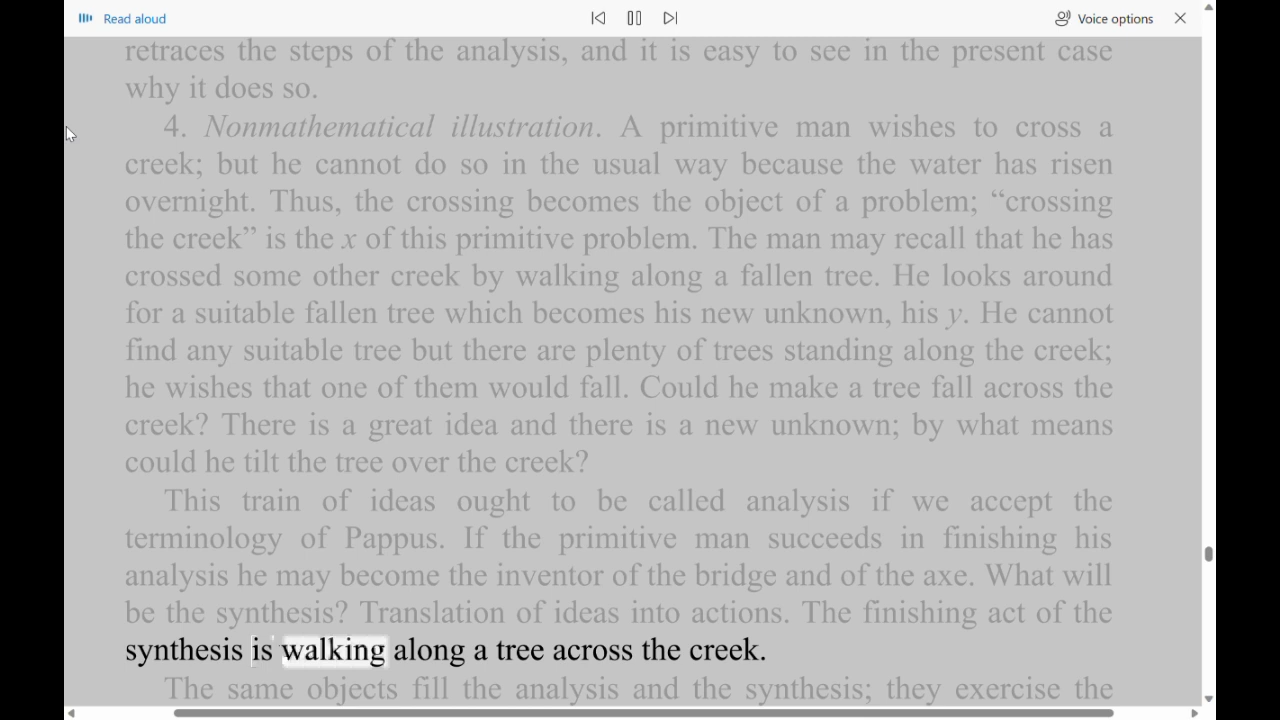 Read aloud
Voice options
retraces the steps of the analysis, and it is easy to see in the present case
why it does so.
4. Nonmathematical illustration. A primitive man wishes to cross a
creek; but he cannot do so in the usual way because the water has risen
overnight. Thus, the crossing becomes the object of a problem; “crossing
the creek” is the x of this primitive problem. The man may recall that he has
crossed some other creek by walking along a fallen tree. He looks around
for a suitable fallen tree which becomes his new unknown, his y. He cannot
find any suitable tree but there are plenty of trees standing along the creek;
he wishes that one of them would fall. Could he make a tree fall across the
creek? There is a great idea and there is a new unknown; by what means
could he tilt the tree over the creek?
This train of ideas ought to be called analysis if we accept the
terminology of Pappus. If the primitive man succeeds in finishing his
analysis he may become the inventor of the bridge and of the axe. What will
be the synthesis? Translation of ideas into actions. The finishing act of the
synthesis is walking along a tree across the creek.
The same objects fill the analysis and the synthesis; they exercise the